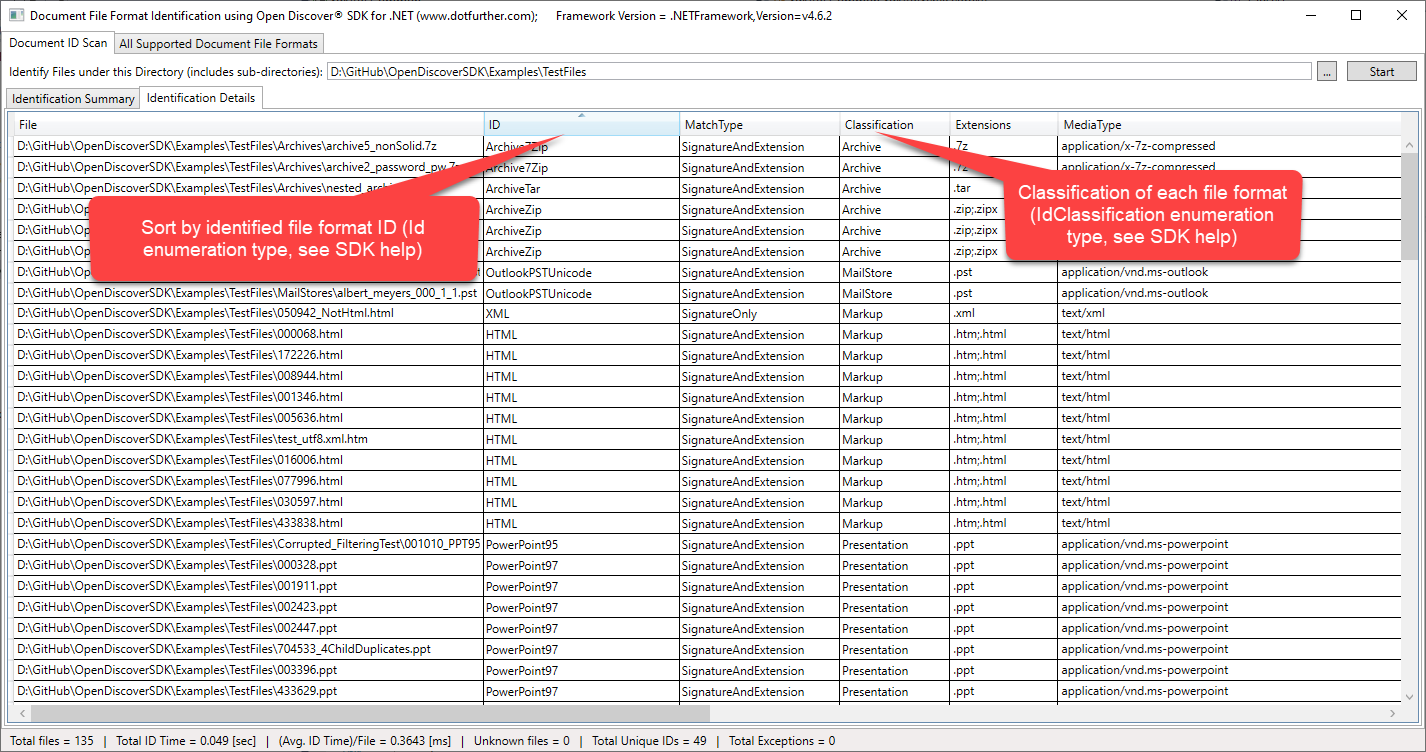 Document File Format Identification using Open Discover® SDK for .NET (www.dotfurther.com); Framework Version = .NETFramework,Version=v4.6.2
Document ID Scan All Supported Document File Formats
Identify Files under this Directory (includes sub-directories): D:\GitHub\OpenDiscoverSDK\Examples\TestFiles ... Start
Identification Summary Identification Details
File ID MatchType Classification Extensions MediaType
D:\GitHub\OpenDiscoverSDK\Examples\TestFiles\Archives\archive5_nonSolid.7z Archive7Zip SignatureAndExtension Archive .7z application/x-7z-compressed
D:\GitHub\OpenDiscoverSDK\Examples\TestFiles\Archives\archive2_password_pw.7z Archive7Zip SignatureAndExtension Archive .7z application/x-7z-compressed
D:\GitHub\OpenDiscoverSDK\Examples\TestFiles\Archives\nested_arch ArchiveTar SignatureAndExtension Archive .tar
D:\GitHub ArchiveZip SignatureAndExtension Archive .zip;.zipx
D:\GitHub ArchiveZip SignatureAndExtension Archive .zip;.zipx
D:\GitHub ArchiveZip SignatureAndExtension Archive .zip;.zipx
D:\GitHub OutlookPSTUnicode SignatureAndExtension MailStore .pst application/vnd.ms-outlook
Sort by identified file format ID (Id
enumeration type, see SDK help)
Classification of each file format
(IdClassification enumeration
type, see SDK help)
D:\GitHub\OpenDiscoverSDK\Examples\TestFiles\MailStores\albert_meyers_000_1_1.pst OutlookPSTUnicode SignatureAndExtension MailStore .pst application/vnd.ms-outlook
D:\GitHub\OpenDiscoverSDK\Examples\TestFiles\050942_NotHtml.html XML SignatureOnly Markup .xml text/xml
D:\GitHub\OpenDiscoverSDK\Examples\TestFiles\000068.html HTML SignatureAndExtension Markup .htm;.html text/html
D:\GitHub\OpenDiscoverSDK\Examples\TestFiles\172226.html HTML SignatureAndExtension Markup .htm;.html text/html
D:\GitHub\OpenDiscoverSDK\Examples\TestFiles\008944.html HTML SignatureAndExtension Markup .htm;.html text/html
D:\GitHub\OpenDiscoverSDK\Examples\TestFiles\001346.html HTML SignatureAndExtension Markup .htm;.html text/html
D:\GitHub\OpenDiscoverSDK\Examples\TestFiles\005636.html HTML SignatureAndExtension Markup .htm;.html text/html
D:\GitHub\OpenDiscoverSDK\Examples\TestFiles\test_utf8.xml.htm HTML SignatureAndExtension Markup .htm;.html text/html
D:\GitHub\OpenDiscoverSDK\Examples\TestFiles\016006.html HTML SignatureAndExtension Markup .htm;.html text/html
D:\GitHub\OpenDiscoverSDK\Examples\TestFiles\077996.html HTML SignatureAndExtension Markup .htm;.html text/html
D:\GitHub\OpenDiscoverSDK\Examples\TestFiles\030597.html HTML SignatureAndExtension Markup .htm;.html text/html
D:\GitHub\OpenDiscoverSDK\Examples\TestFiles\433838.html HTML SignatureAndExtension Markup .htm;.html text/html
D:\GitHub\OpenDiscoverSDK\Examples\TestFiles\Corrupted_FilteringTest\001010_PPT95 PowerPoint95 SignatureAndExtension Presentation .ppt application/vnd.ms-powerpoint
D:\GitHub\OpenDiscoverSDK\Examples\TestFiles\000328.ppt PowerPoint97 SignatureAndExtension Presentation .ppt application/vnd.ms-powerpoint
D:\GitHub\OpenDiscoverSDK\Examples\TestFiles\001911.ppt PowerPoint97 SignatureAndExtension Presentation .ppt application/vnd.ms-powerpoint
D:\GitHub\OpenDiscoverSDK\Examples\TestFiles\002423.ppt PowerPoint97 SignatureAndExtension Presentation .ppt application/vnd.ms-powerpoint
D:\GitHub\OpenDiscoverSDK\Examples\TestFiles\002447.ppt PowerPoint97 SignatureAndExtension Presentation .ppt application/vnd.ms-powerpoint
D:\GitHub\OpenDiscoverSDK\Examples\TestFiles\704533_4ChildDuplicates.ppt PowerPoint97 SignatureAndExtension Presentation .ppt application/vnd.ms-powerpoint
D:\GitHub\OpenDiscoverSDK\Examples\TestFiles\003396.ppt PowerPoint97 SignatureAndExtension Presentation .ppt application/vnd.ms-powerpoint
D:\GitHub\OpenDiscoverSDK\Examples\TestFiles\433629.ppt PowerPoint97 SignatureAndExtension Presentation .ppt application/vnd.ms-powerpoint
Total files = 135 | Total ID Time = 0.049 [sec] | (Avg. ID Time)/File = 0.3643 [ms] | Unknown files = 0 | Total Unique IDs = 49 | Total Exceptions = 0